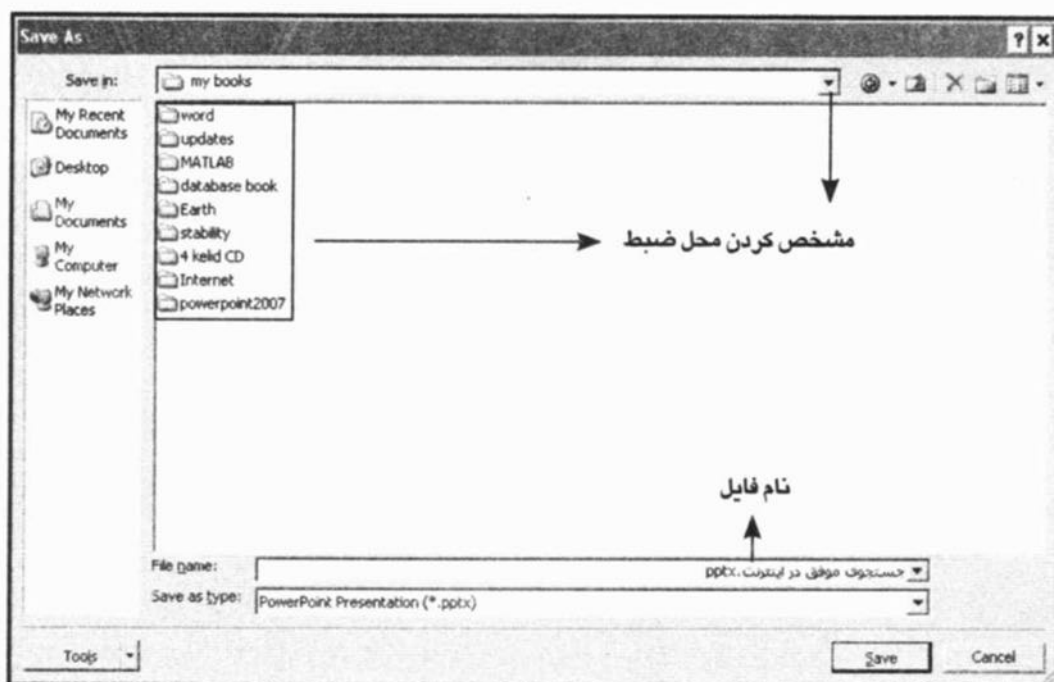 Save As
Save in:
my books
My Recent Documents
Desktop
My Documents
My Computer
My Network Places
word
updates
MATLAB
database book
Earth
stability
4 kelid CD
Internet
powerpoint2007
مشخص کردن محل ضبط
نام فایل
File name:
جستجوی موفق در اینترنت.pptx
Save as type:
PowerPoint Presentation (*.pptx)
Tools
Save
Cancel